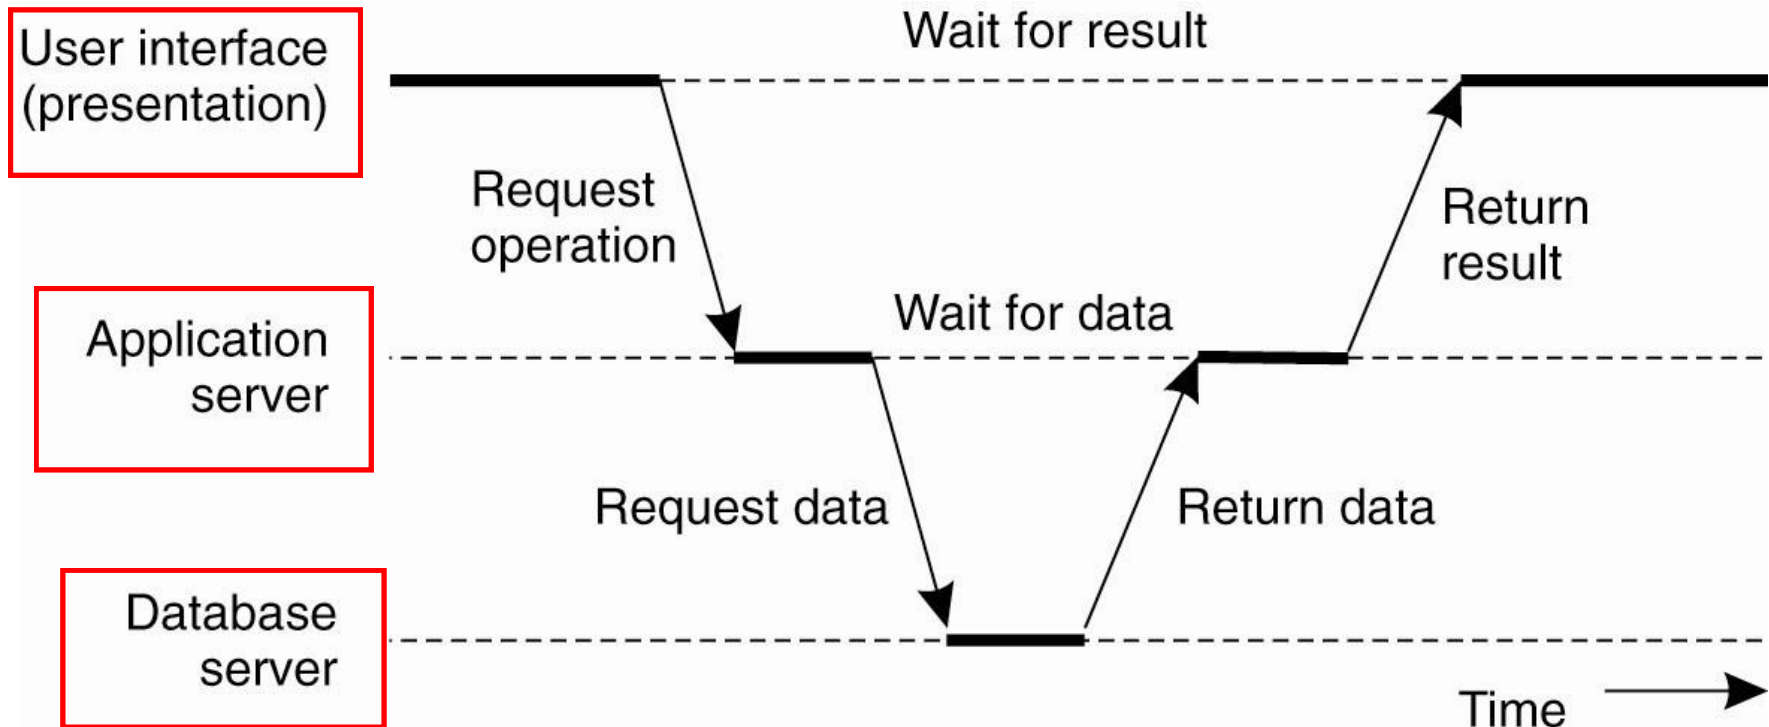 User interface
(presentation)
Wait for result
Request
operation
Return
result
Application
server
Wait for data
Request data
Return data
Database
server
Time